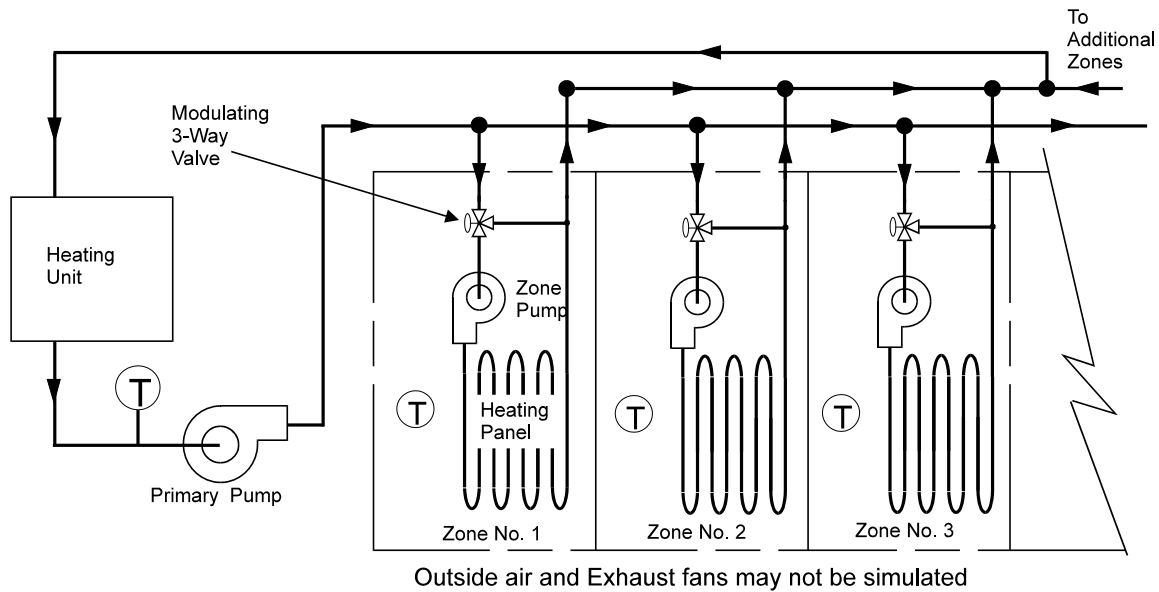 To
Additional
Zones
Modulating
3-Way
Valve
Heating
Unit
Zone
Pump
T
T
T
T
Heating
Panel
Primary Pump
Zone No. 1
Zone No. 2
Zone No. 3
Outside air and Exhaust fans may not be simulated